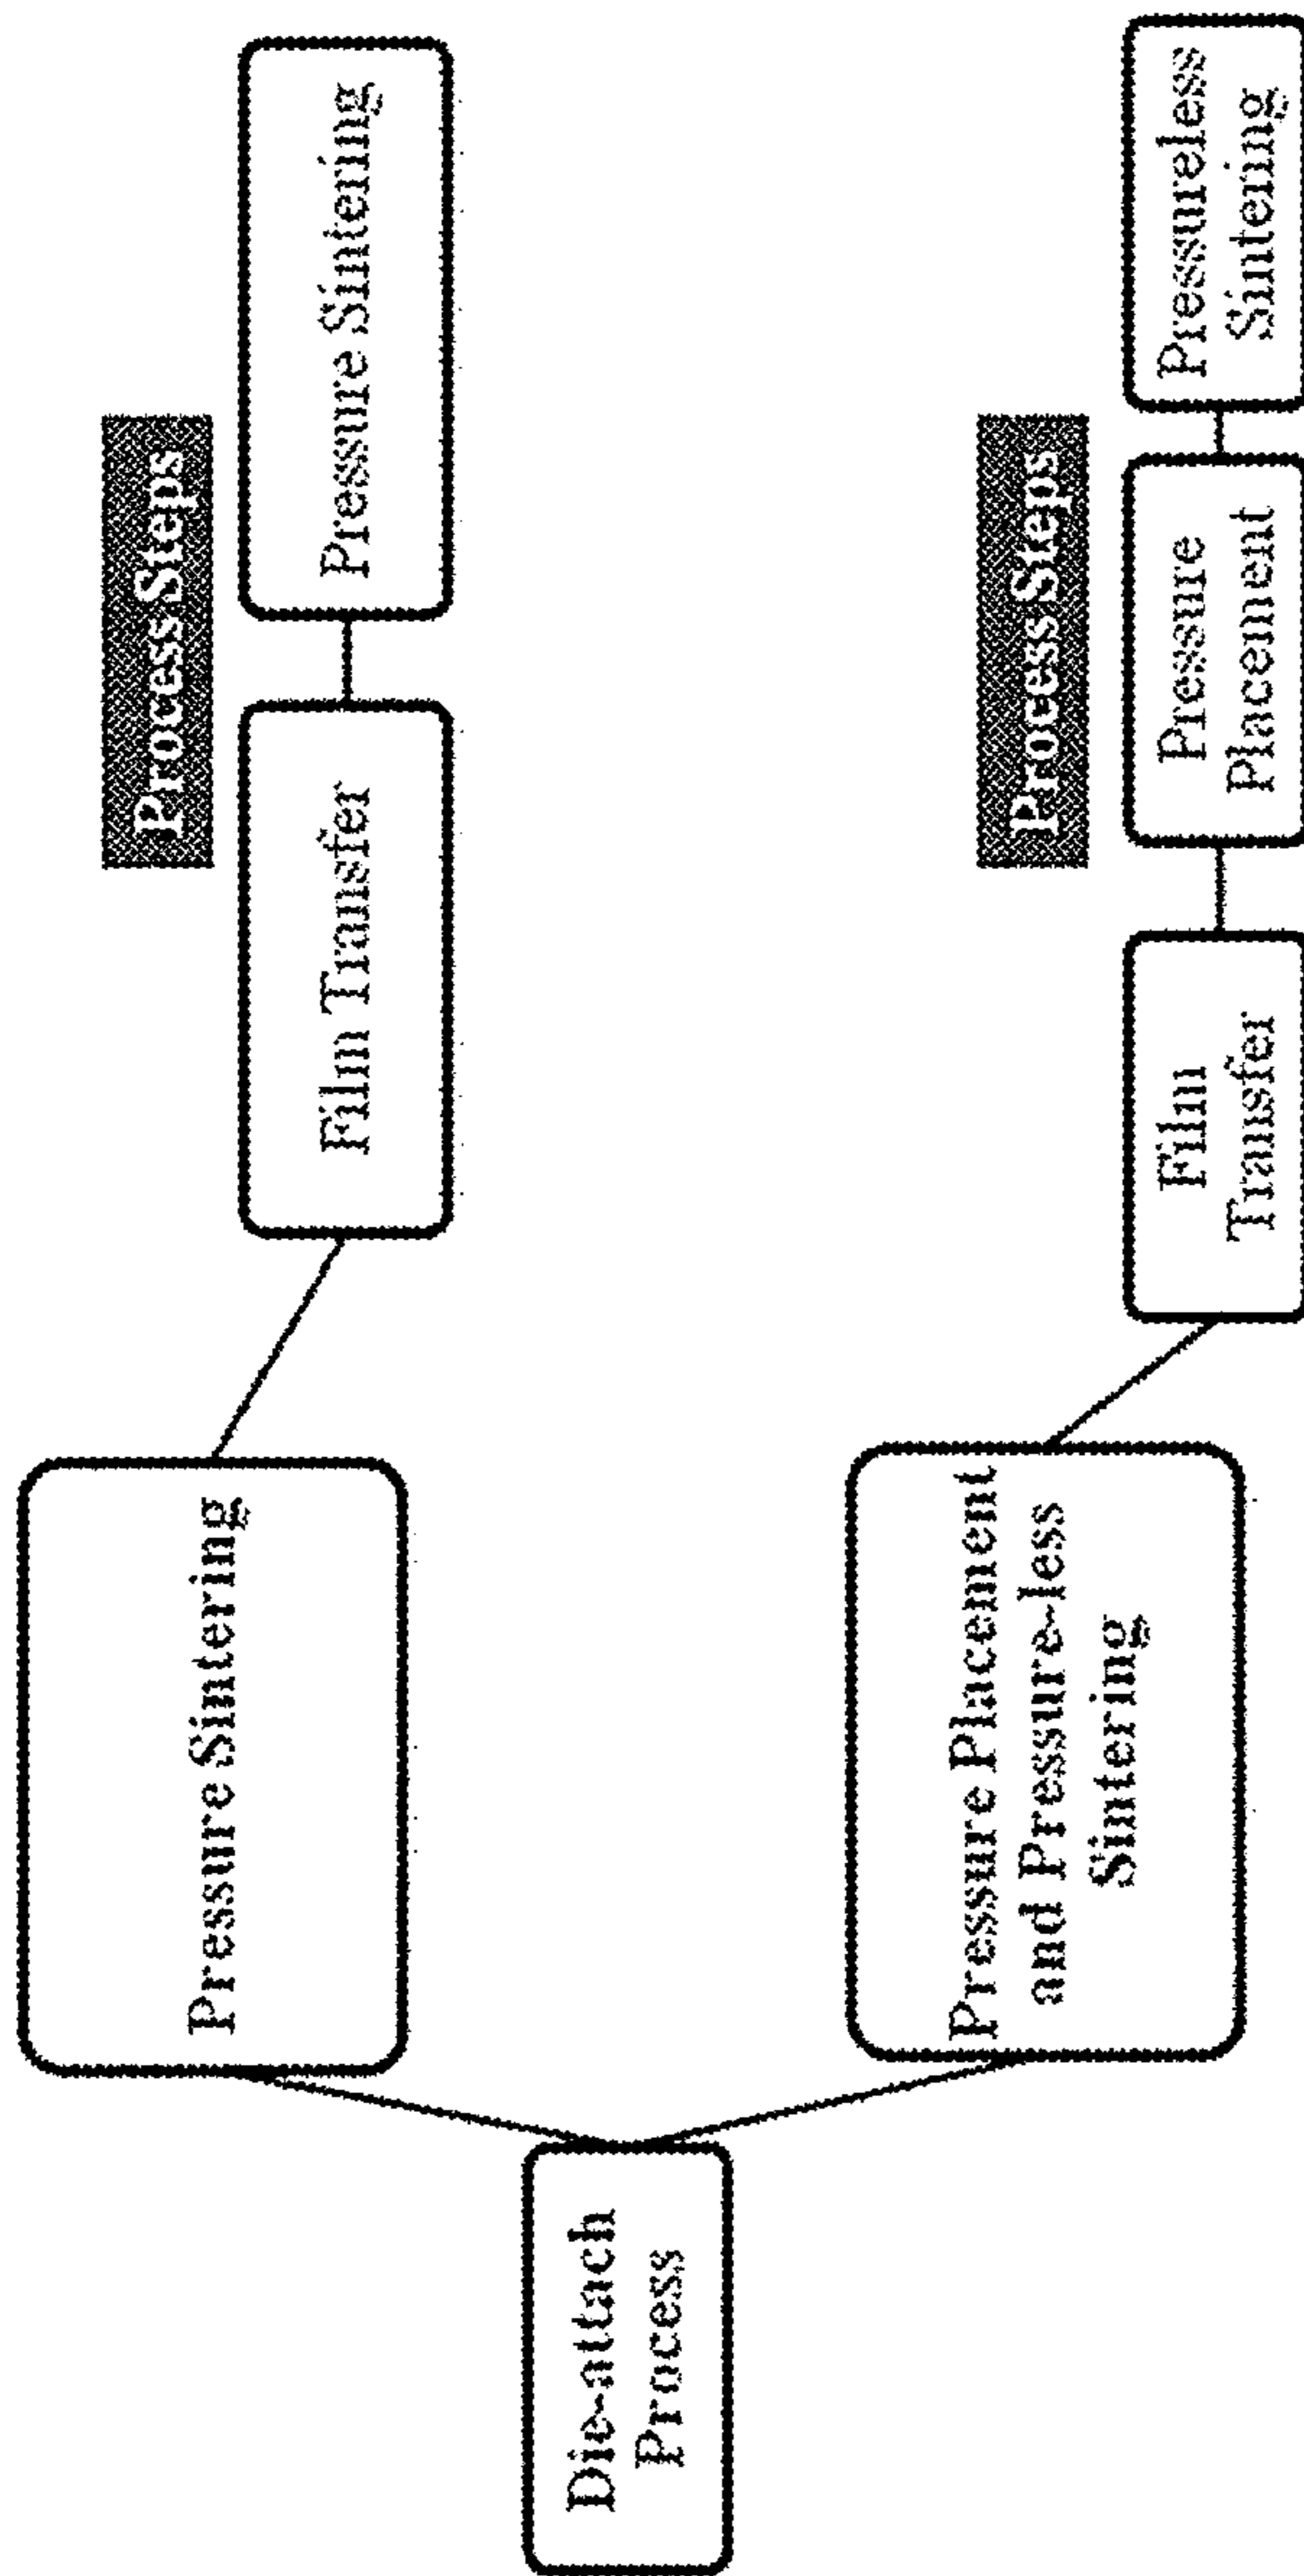 Die-attach
Process
Pressure Sintering
Process Steps
Film Transfer
Pressure Sintering
Pressure Placement
and Pressure-less
Sintering
Process Steps
Film
Transfer
Pressure
Placement
Pressureless
Sintering